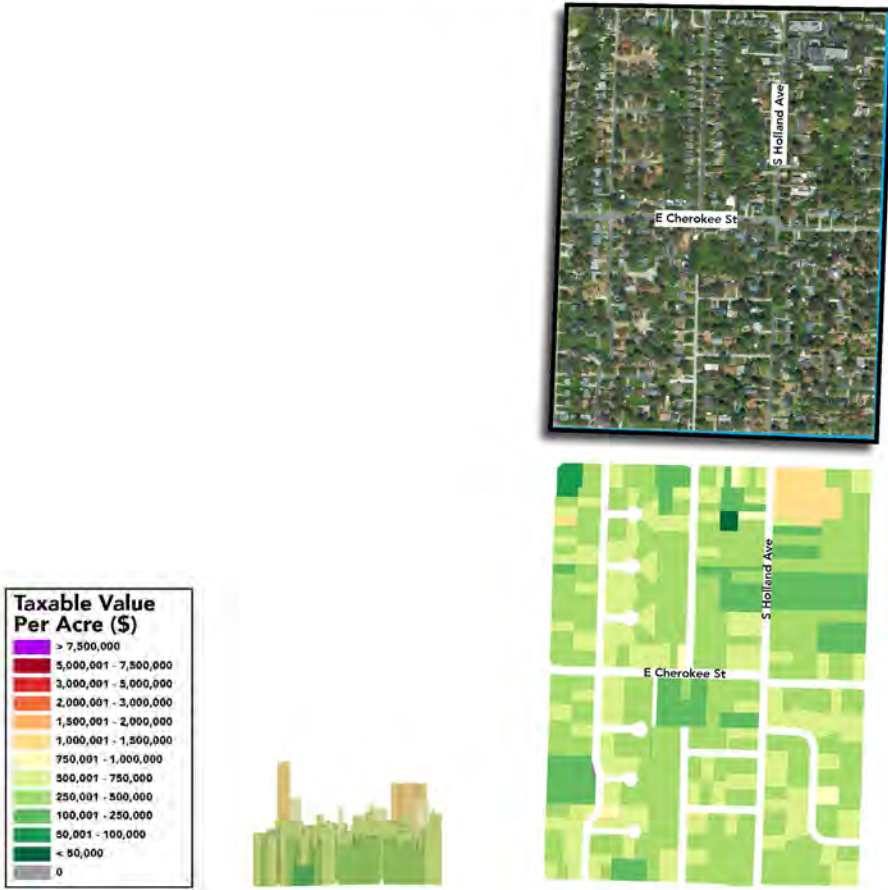 S Holland Ave
E Cherokee St
Taxable Value
Per Acre ($)
> 7,500,000
5,000,001 - 7,500,000
3,000,001 - 5,000,000
2,000,001 - 3,000,000
1,500,001 - 2,000,000
1,000,001 - 1,500,000
750,001 - 1,000,000
500,001 - 750,000
250,001 - 500,000
100,001 - 250,000
50,001 - 100,000
< 50,000
0
S Holland Ave
E Cherokee St